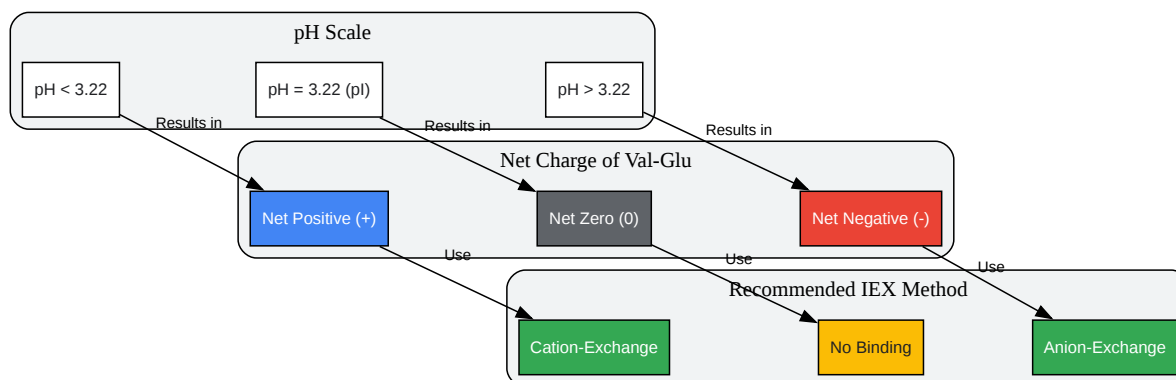 pH Scale
pH < 3.22
pH = 3.22 (pI)
pH > 3.22
Results in
Results in
Results in
Net Charge of Val-Glu
Net Positive (+)
Net Zero (0)
Net Negative (-)
Use
Use
Use
Recommended IEX Method
Cation-Exchange
No Binding
Anion-Exchange